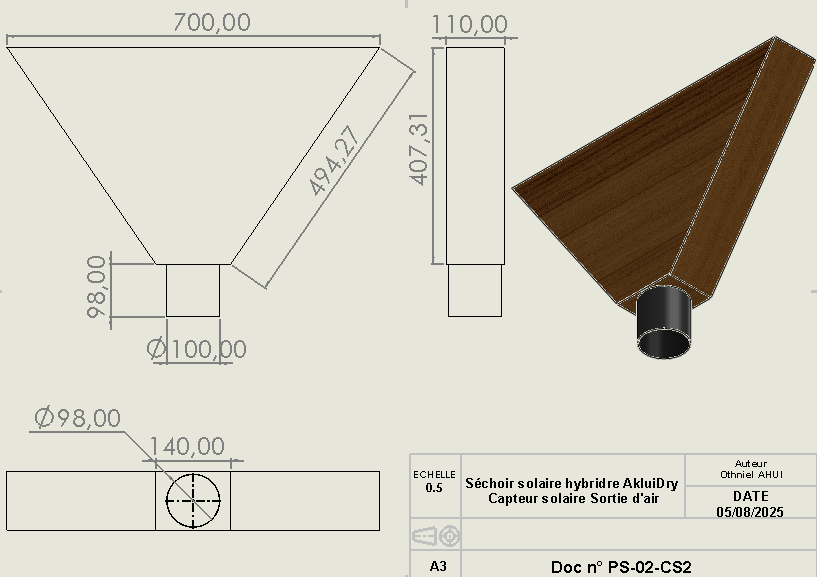 700,00
110,00
494,27
407,31
98,00
Ø100,00
Ø98,00
140,00
ECHELLE
0.5
Séchoir solaire hybridre AkluiDry
Capteur solaire Sortie d'air
Auteur
Othniel AHUI
DATE
05/08/2025
A3
Doc n° PS-02-CS2